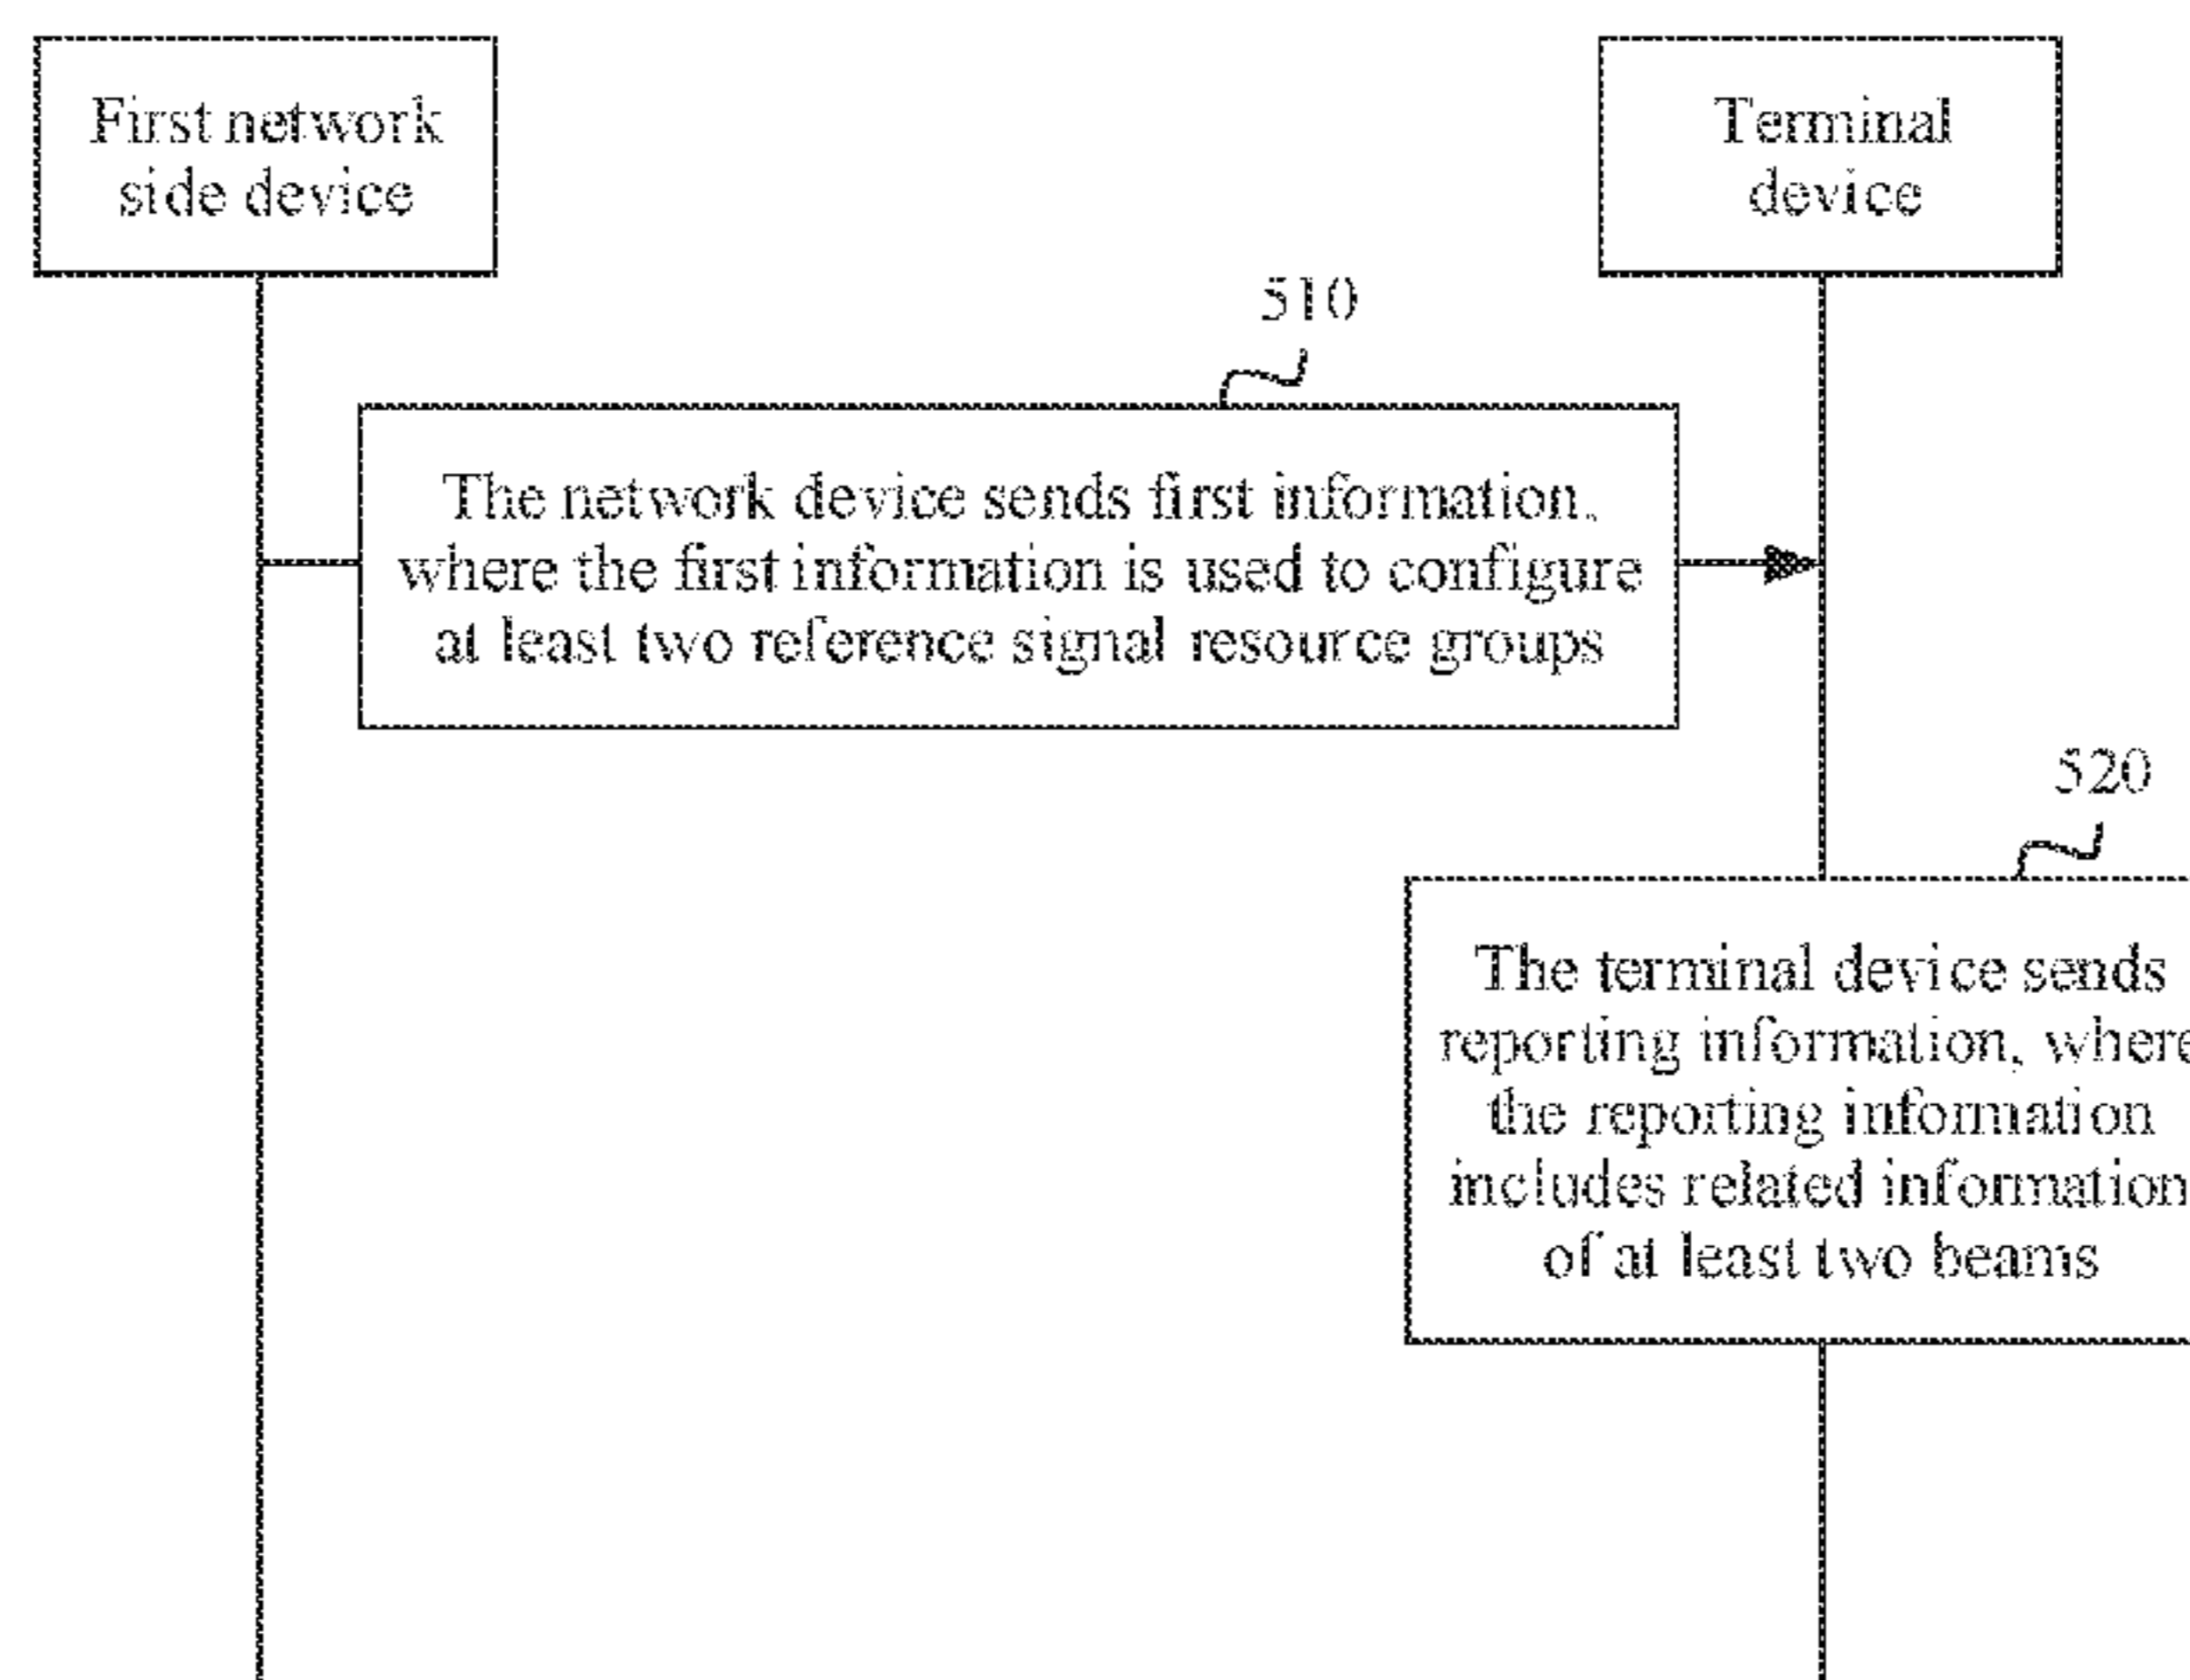 First network
side device
Terminal
device
510
The network device sends first information,
where the first information is used to configure
at least two reference signal resource groups
520
The terminal device sends
reporting information, where
the reporting information
includes related information
of at least two beams